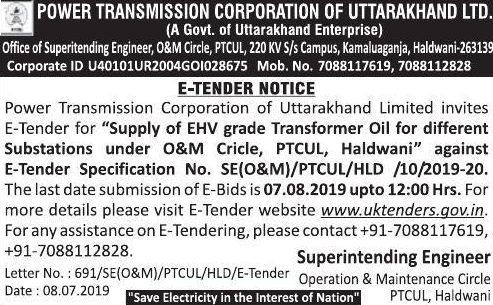 POWER TRANSMISSION CORPORATION OF UTTARAKHAND LTD.
(A Govt. of Uttarakhand Enterprise)
Office of Superitending Engineer, O&M Circle, PTCUL, 220 KV S/s Campus, Kamaluaganja, Haldwani-263139
Corporate ID U40101UR2004GOI028675 Mob. No. 7088117619, 7088112828
E-TENDER NOTICE
Power Transmission Corporation of Uttarakhand Limited invites
E-Tender for “Supply of EHV grade Transformer Oil for different
Substations under O&M Cricle, PTCUL, Haldwani” against
E-Tender Specification No. SE(O&M)/PTCUL/HLD /10/2019-20.
The last date submission of E-Bids is 07.08.2019 upto 12:00 Hrs. For
more details please visit E-Tender website www.uktenders.gov.in.
For any assistance on E-Tendering, please contact +91-7088117619,
+91-7088112828.
Superintending Engineer
Letter No. : 691/SE(O&M)/PTCUL/HLD/E-Tender
Operation & Maintenance Circle
Date : 08.07.2019
"Save Electricity in the Interest of Nation"
PTCUL, Haldwani